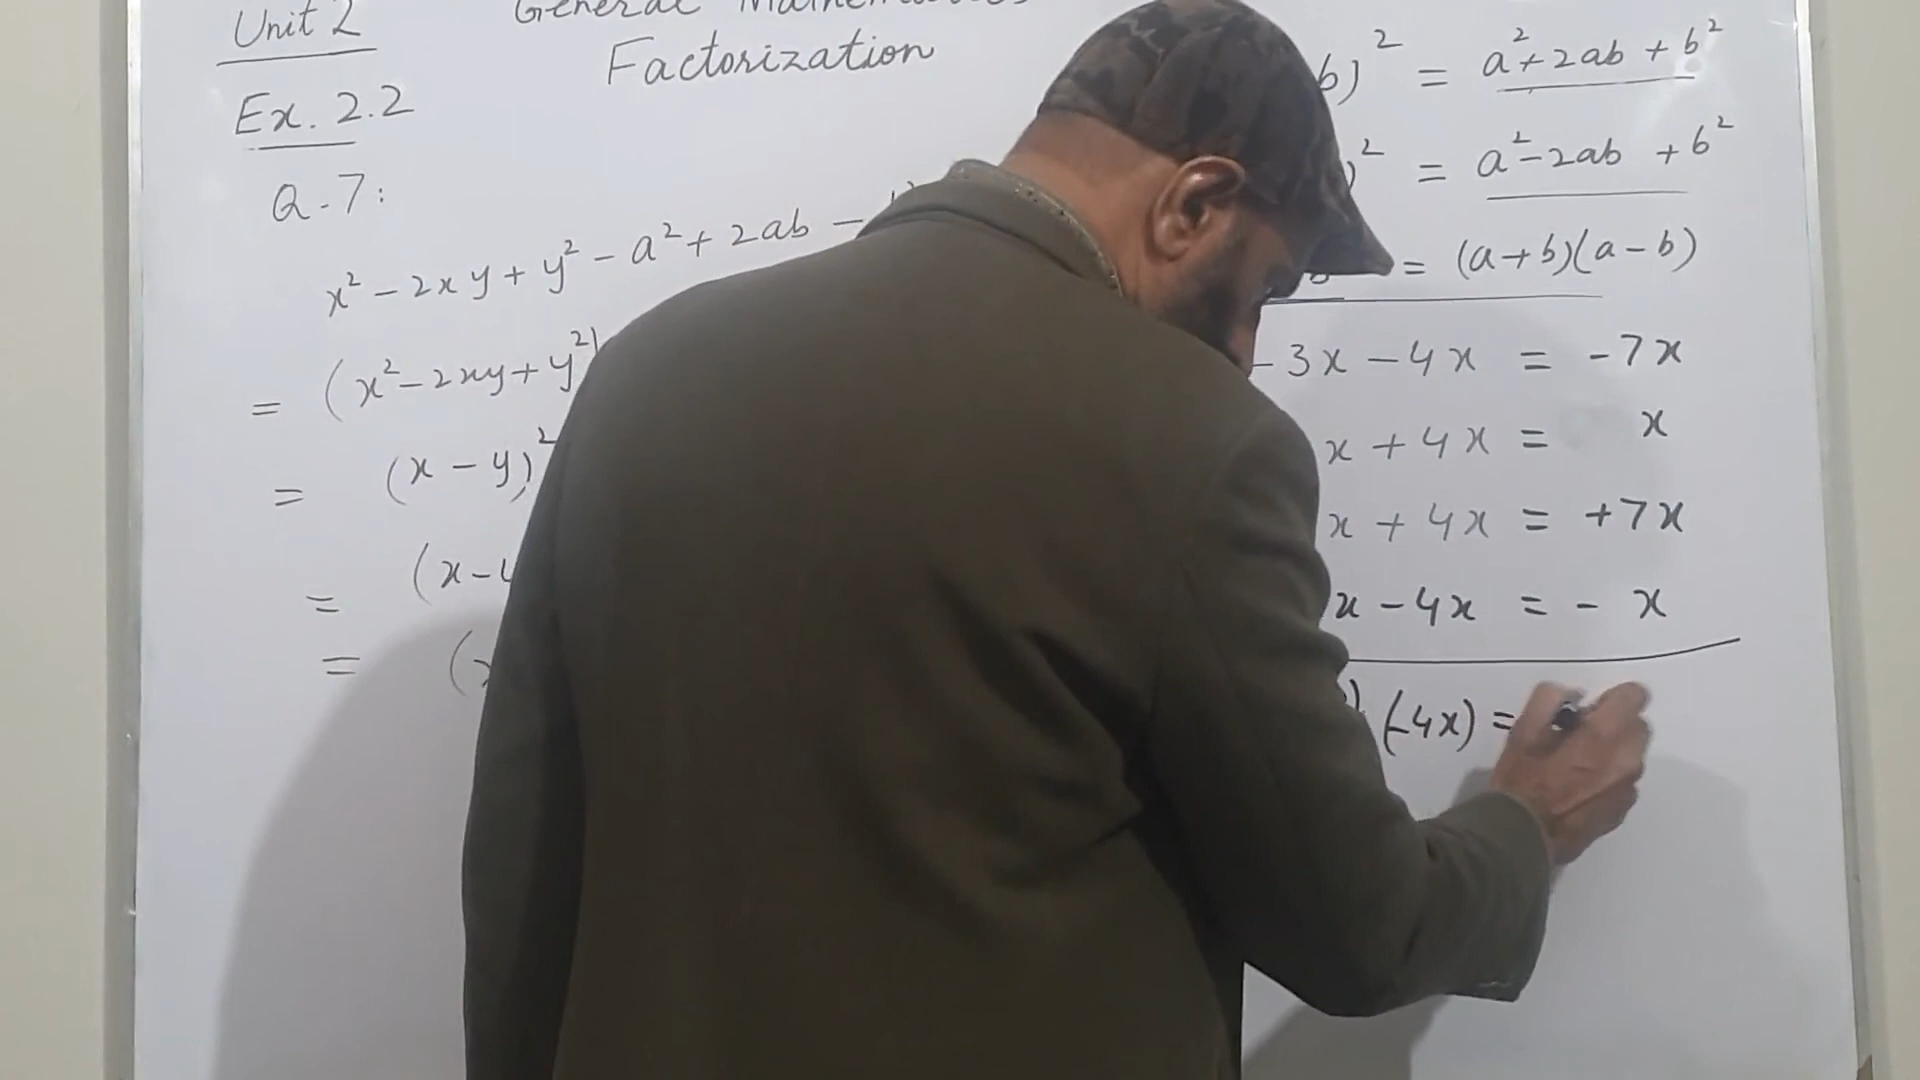 Unit 2
General Mathematics
Factorization
Ex. 2.2
Q-7:
x² - 2xy + y² - a² + 2ab -
= (x² - 2xy + y²)
= (x - y)²
= (x -
= (
b)² = a² + 2ab + b²
)² = a² - 2ab + b²
= (a+b)(a-b)
- 3x - 4x = -7x
x + 4x = x
x + 4x = +7x
x - 4x = - x
) (-4x) =